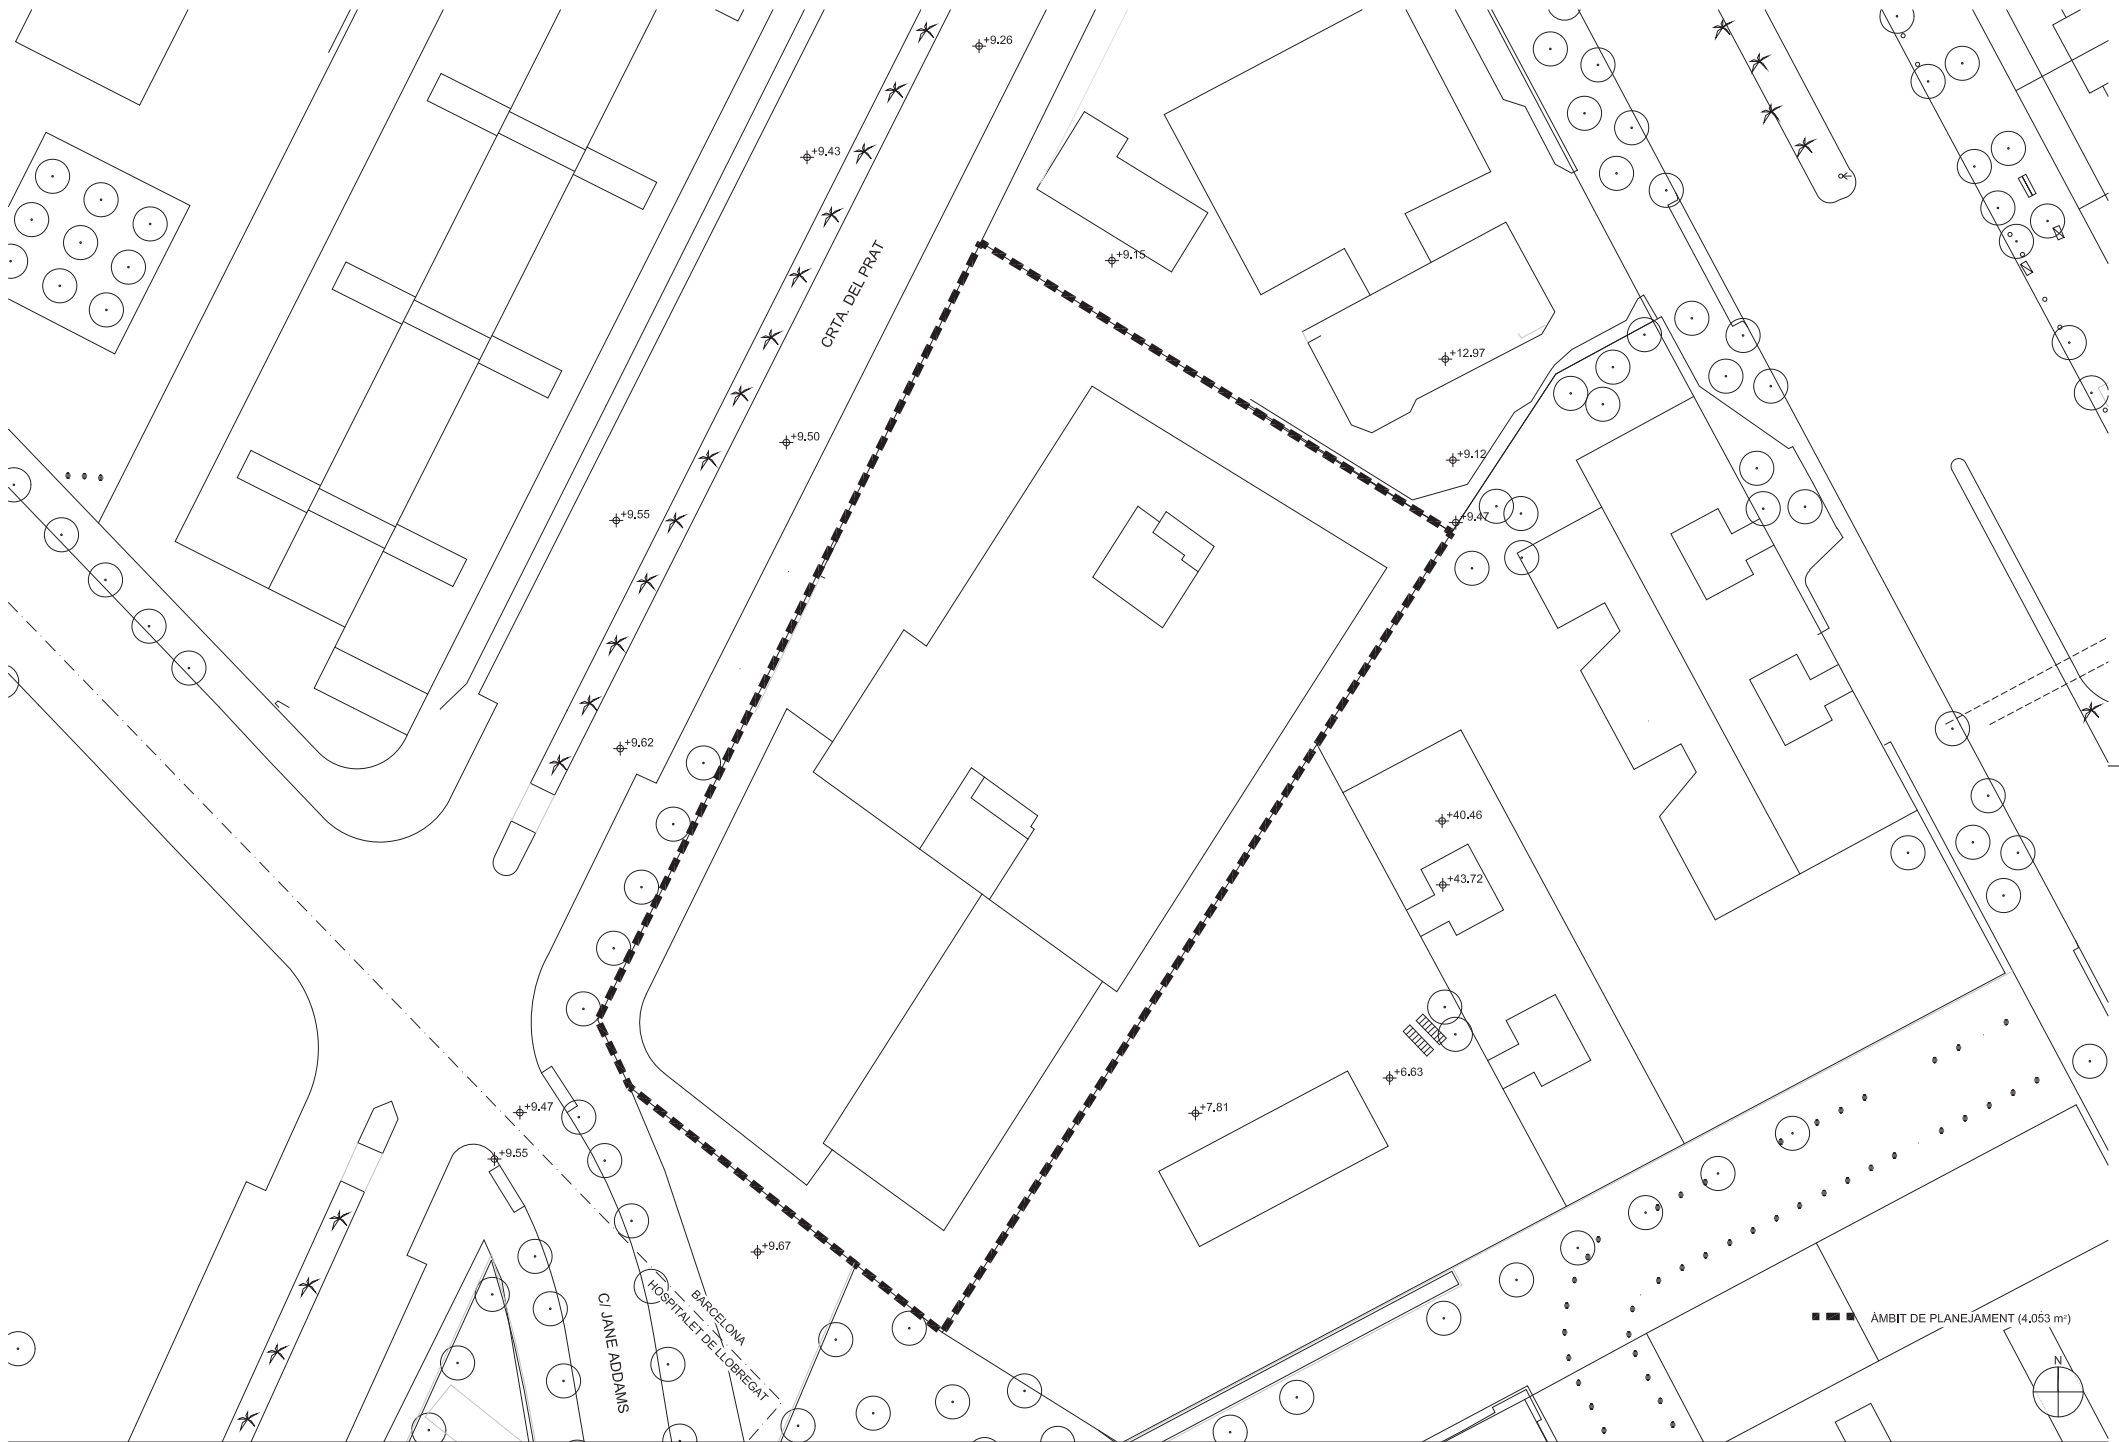 +9.26
+9.43
+9.15
CRTA. DEL PRAT
+12.97
+9.50
+9.12
+9.55
+9.47
+9.62
+40.46
+43.72
+6.63
+9.47
+7.81
+9.55
+9.67
BARCELONA
HOSPITALET DE LLOBREGAT
C/ JANE ADDAMS
ÀMBIT DE PLANEJAMENT (4.053 m²)
N